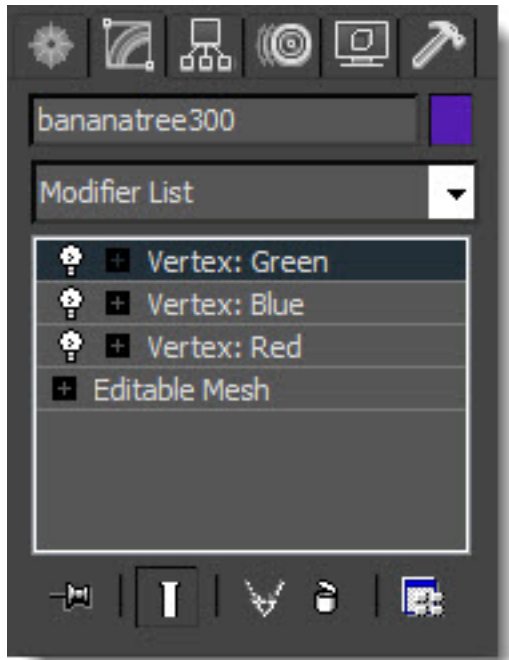 bananatree300
Modifier List
Vertex: Green
Vertex: Blue
Vertex: Red
Editable Mesh